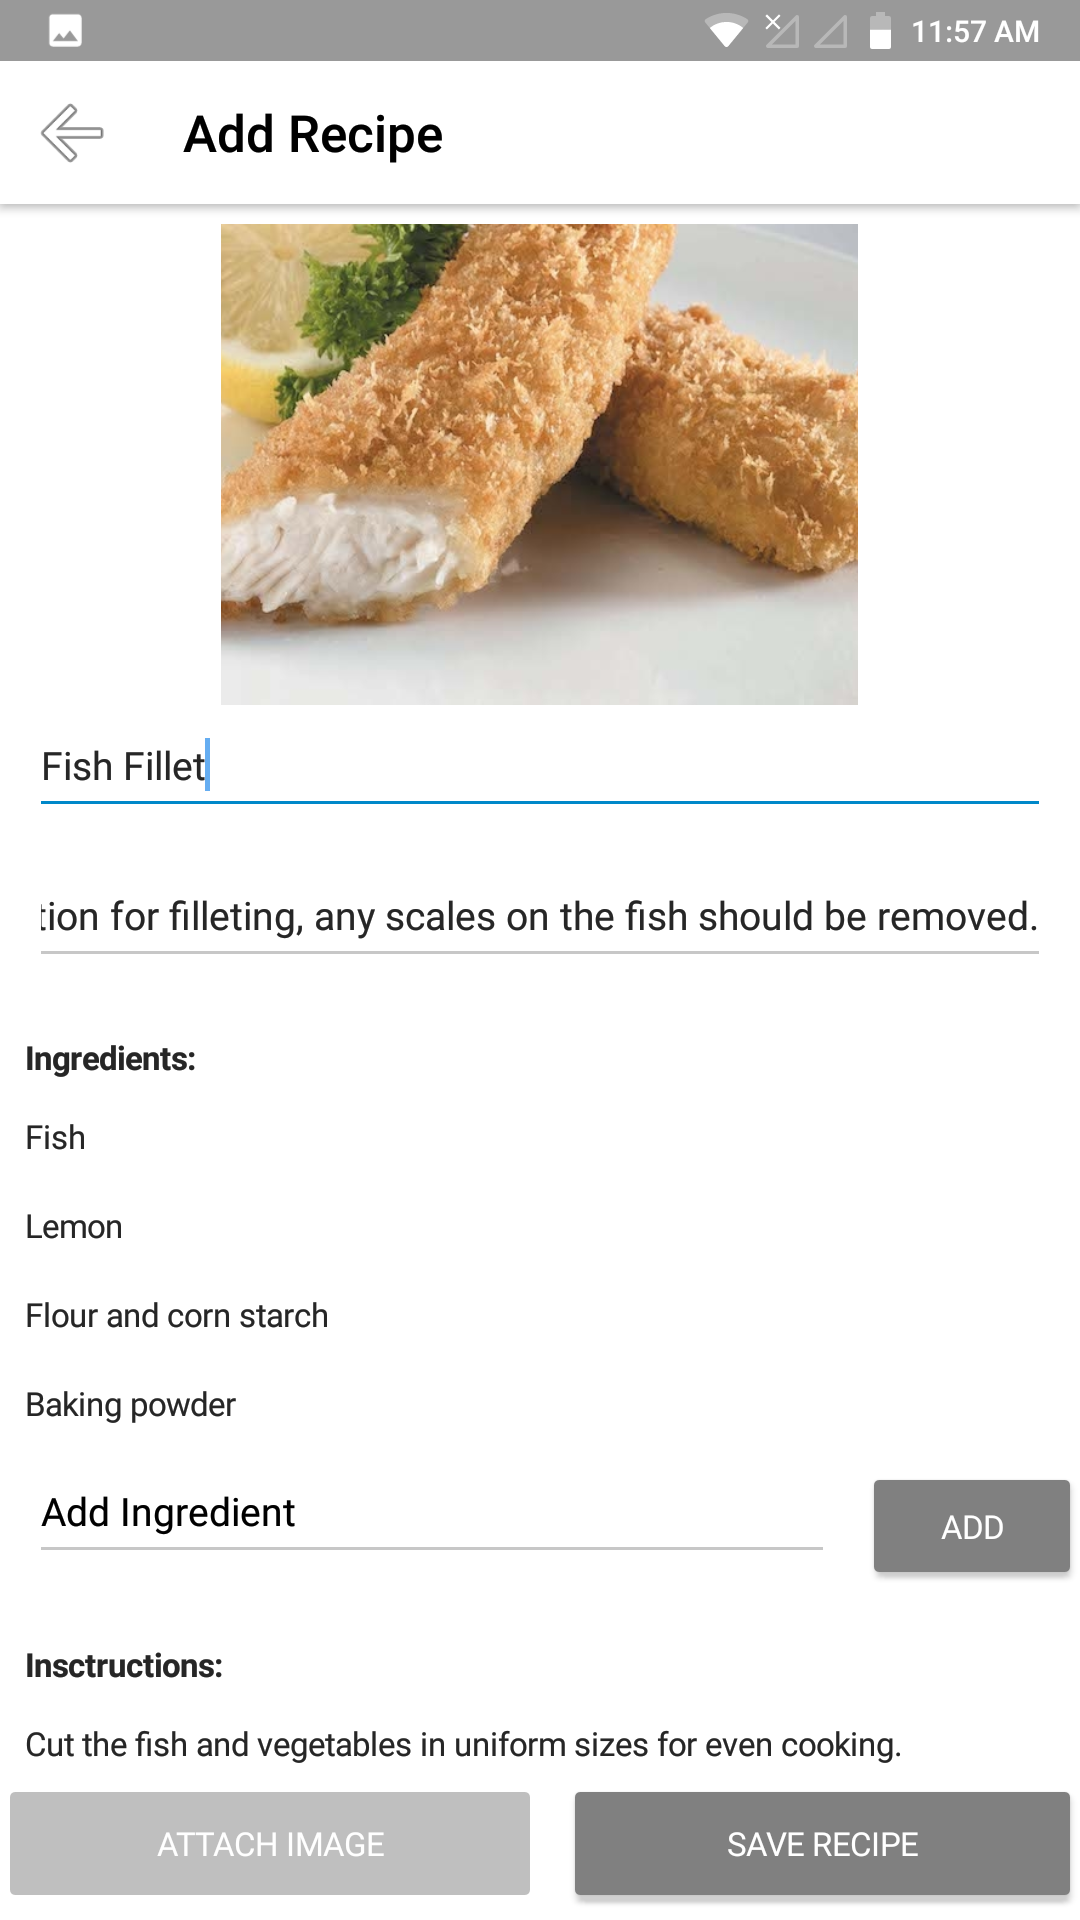 11:57 AM
Add Recipe
Fish Fillet
for filleting, any scales on the fish should be removed.
Ingredients:
Fish
Lemon
Flour and corn starch
Baking powder
Add Ingredient
ADD
Insctructions:
Cut the fish and vegetables in uniform sizes for even cooking.
ATTACH IMAGE
SAVE RECIPE